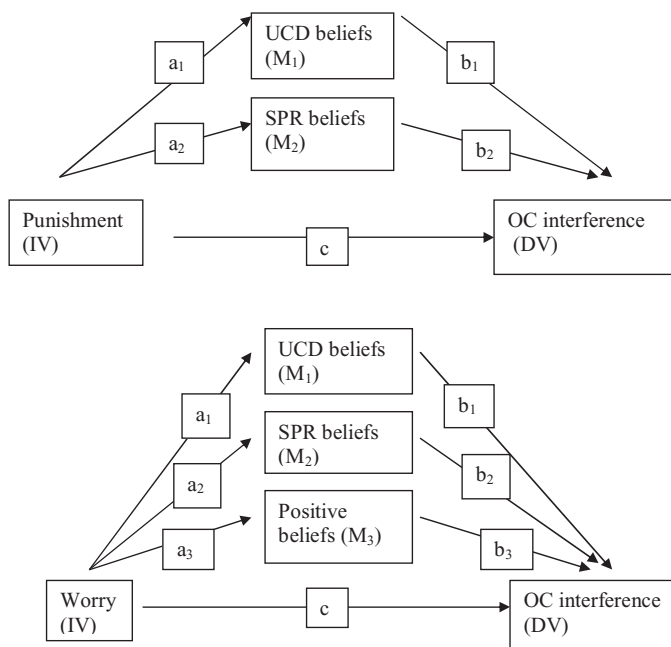 UCD beliefs
(M₁)
a₁
b₁
SPR beliefs
(M₂)
a₂
b₂
Punishment
(IV)
OC interference
(DV)
c
UCD beliefs
(M₁)
a₁
b₁
SPR beliefs
(M₂)
a₂
b₂
Positive
beliefs (M₃)
a₃
b₃
Worry
(IV)
c
OC interference
(DV)